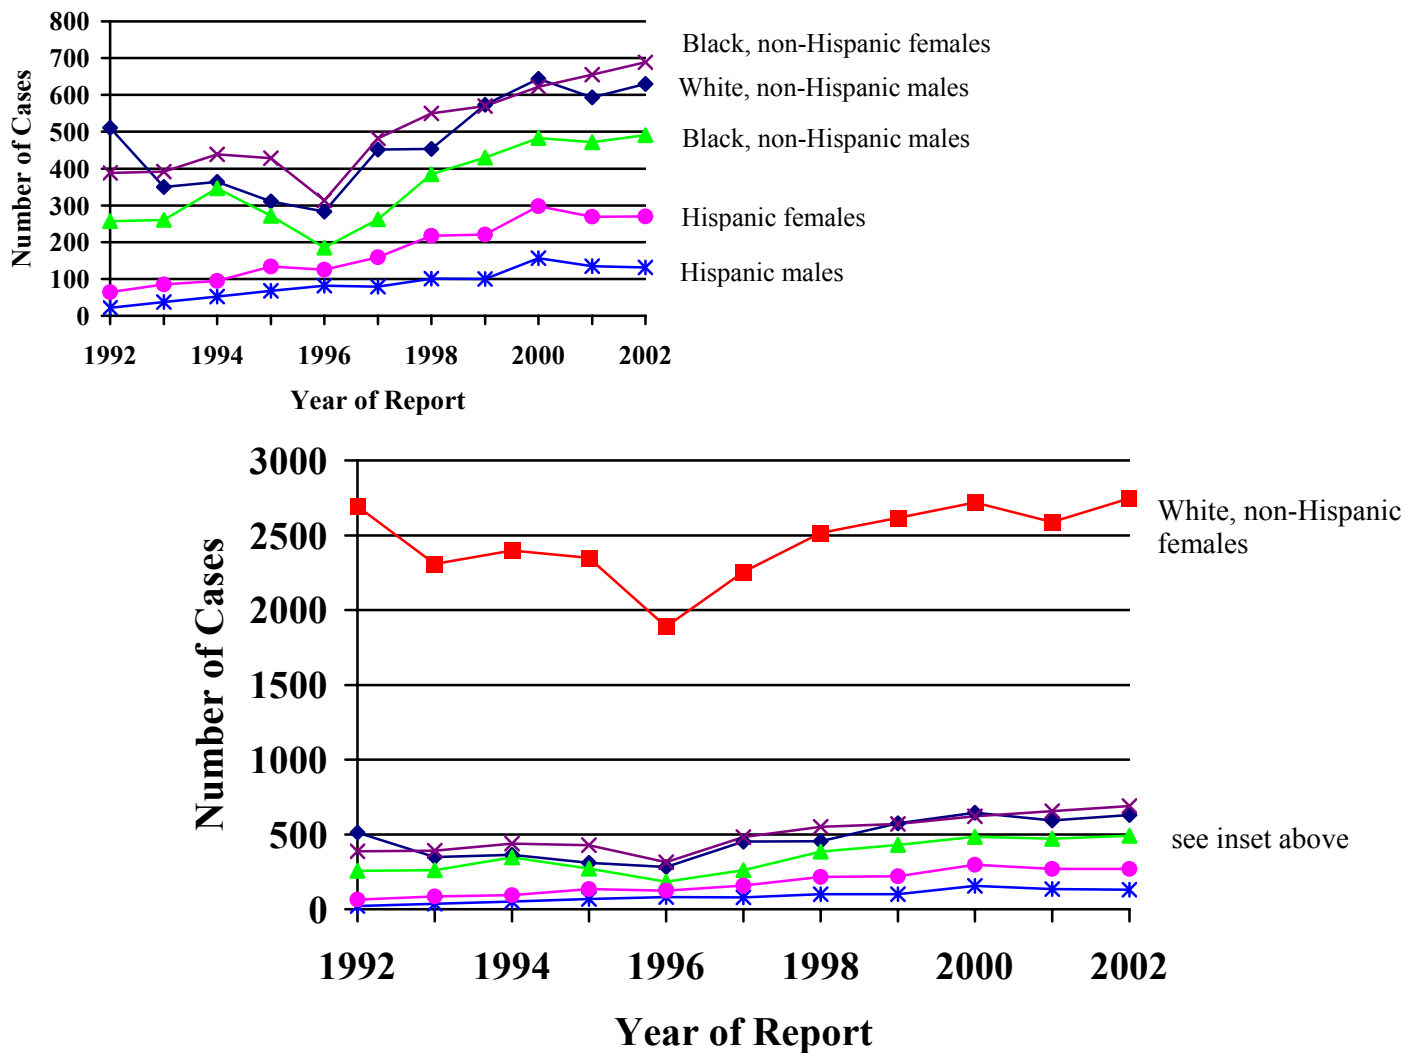 800
700
600
500
400
300
200
100
0
Number of Cases
1992
1994
1996
1998
2000
2002
Year of Report
Black, non-Hispanic females
White, non-Hispanic males
Black, non-Hispanic males
Hispanic females
Hispanic males
3000
2500
2000
1500
1000
500
0
Number of Cases
1992
1994
1996
1998
2000
2002
Year of Report
White, non-Hispanic
females
see inset above